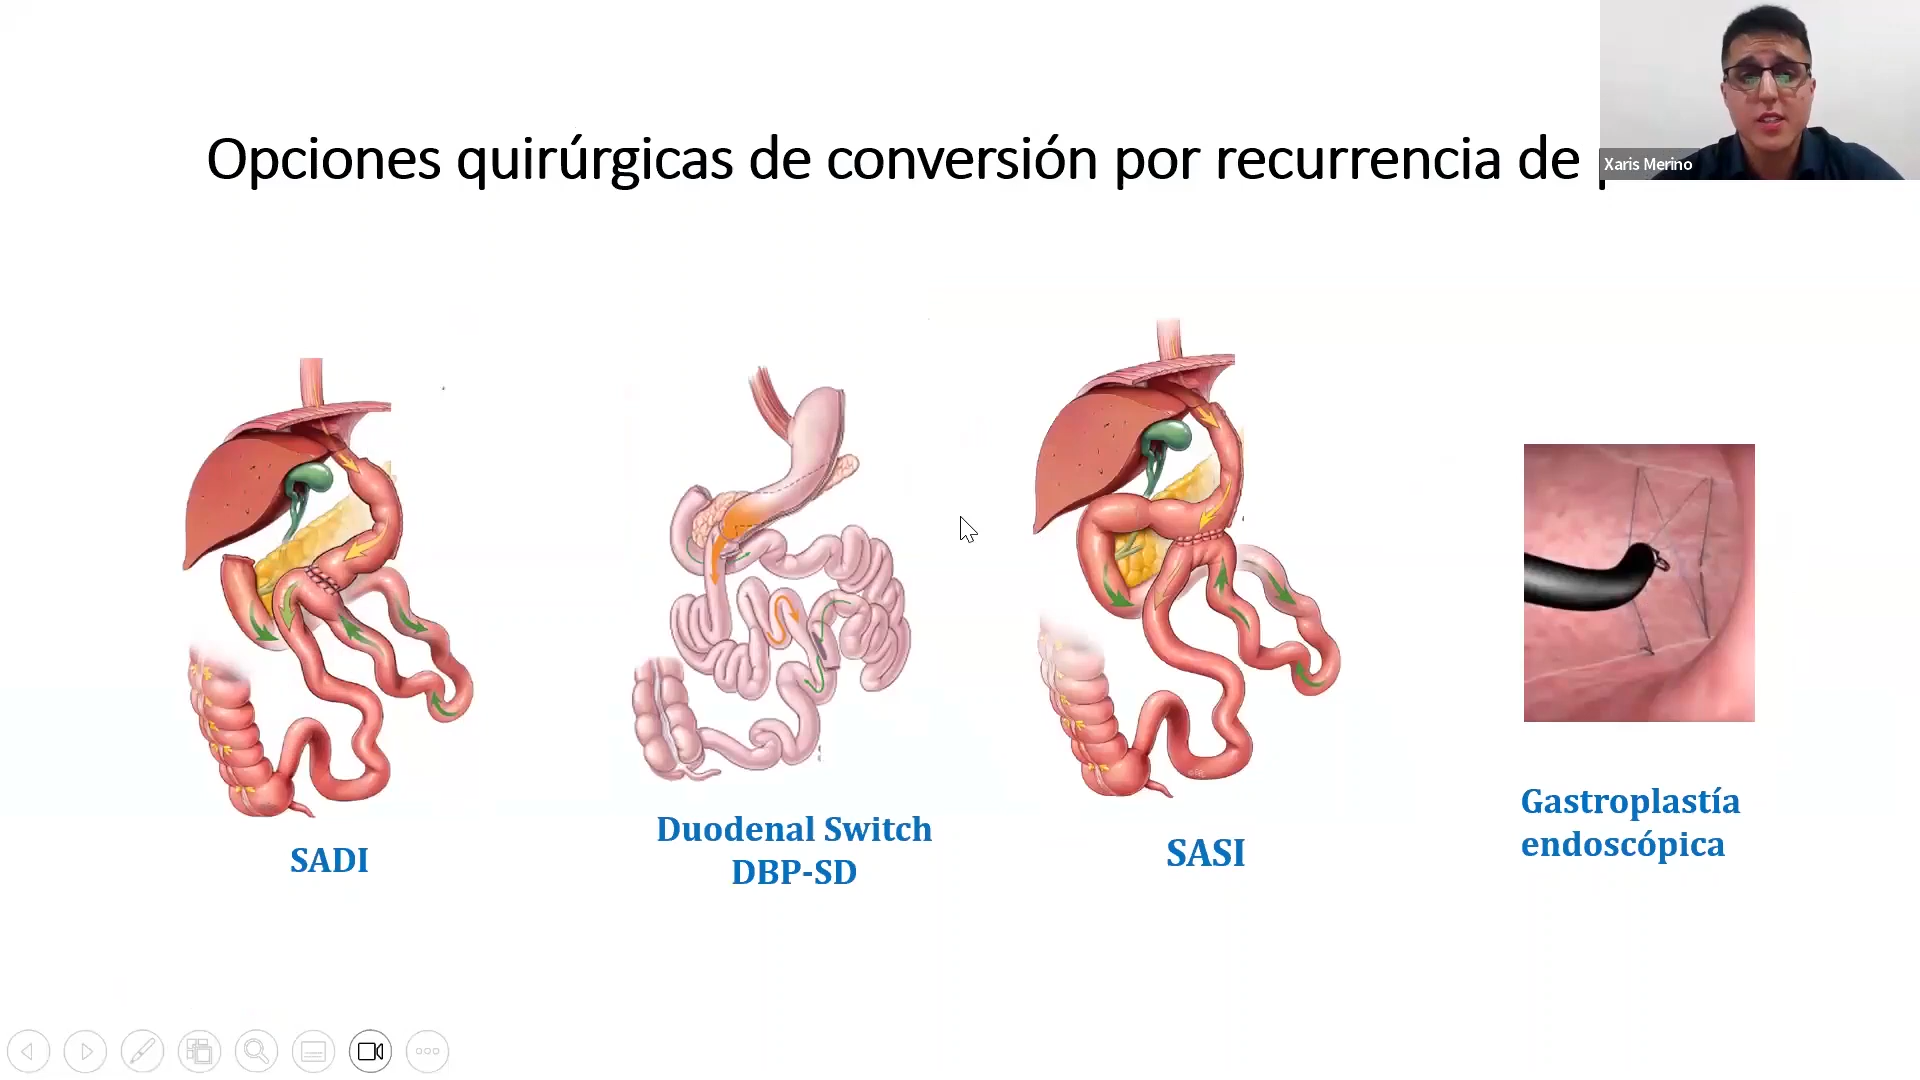 Opciones quirúrgicas de conversión por recurrencia de
Xaris Merino
SADI
Duodenal Switch
DBP-SD
SASI
Gastroplastía
endoscópica